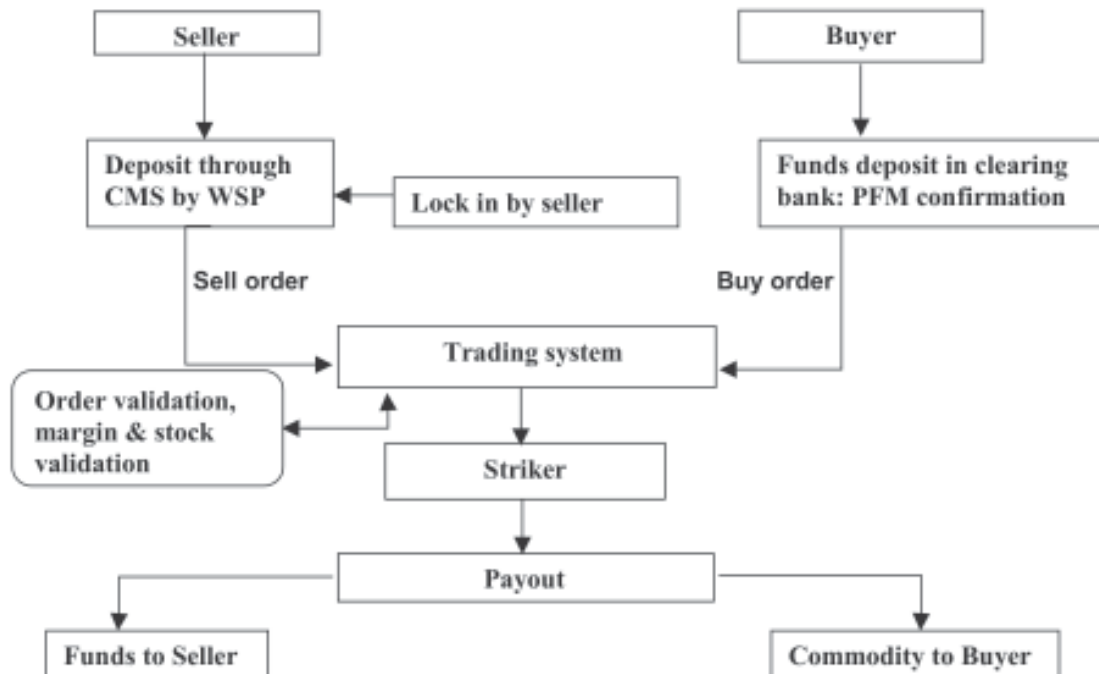 Seller
Buyer
Deposit through
CMS by WSP
Lock in by seller
Funds deposit in clearing
bank: PFM confirmation
Sell order
Buy order
Trading system
Order validation,
margin & stock
validation
Striker
Payout
Funds to Seller
Commodity to Buyer